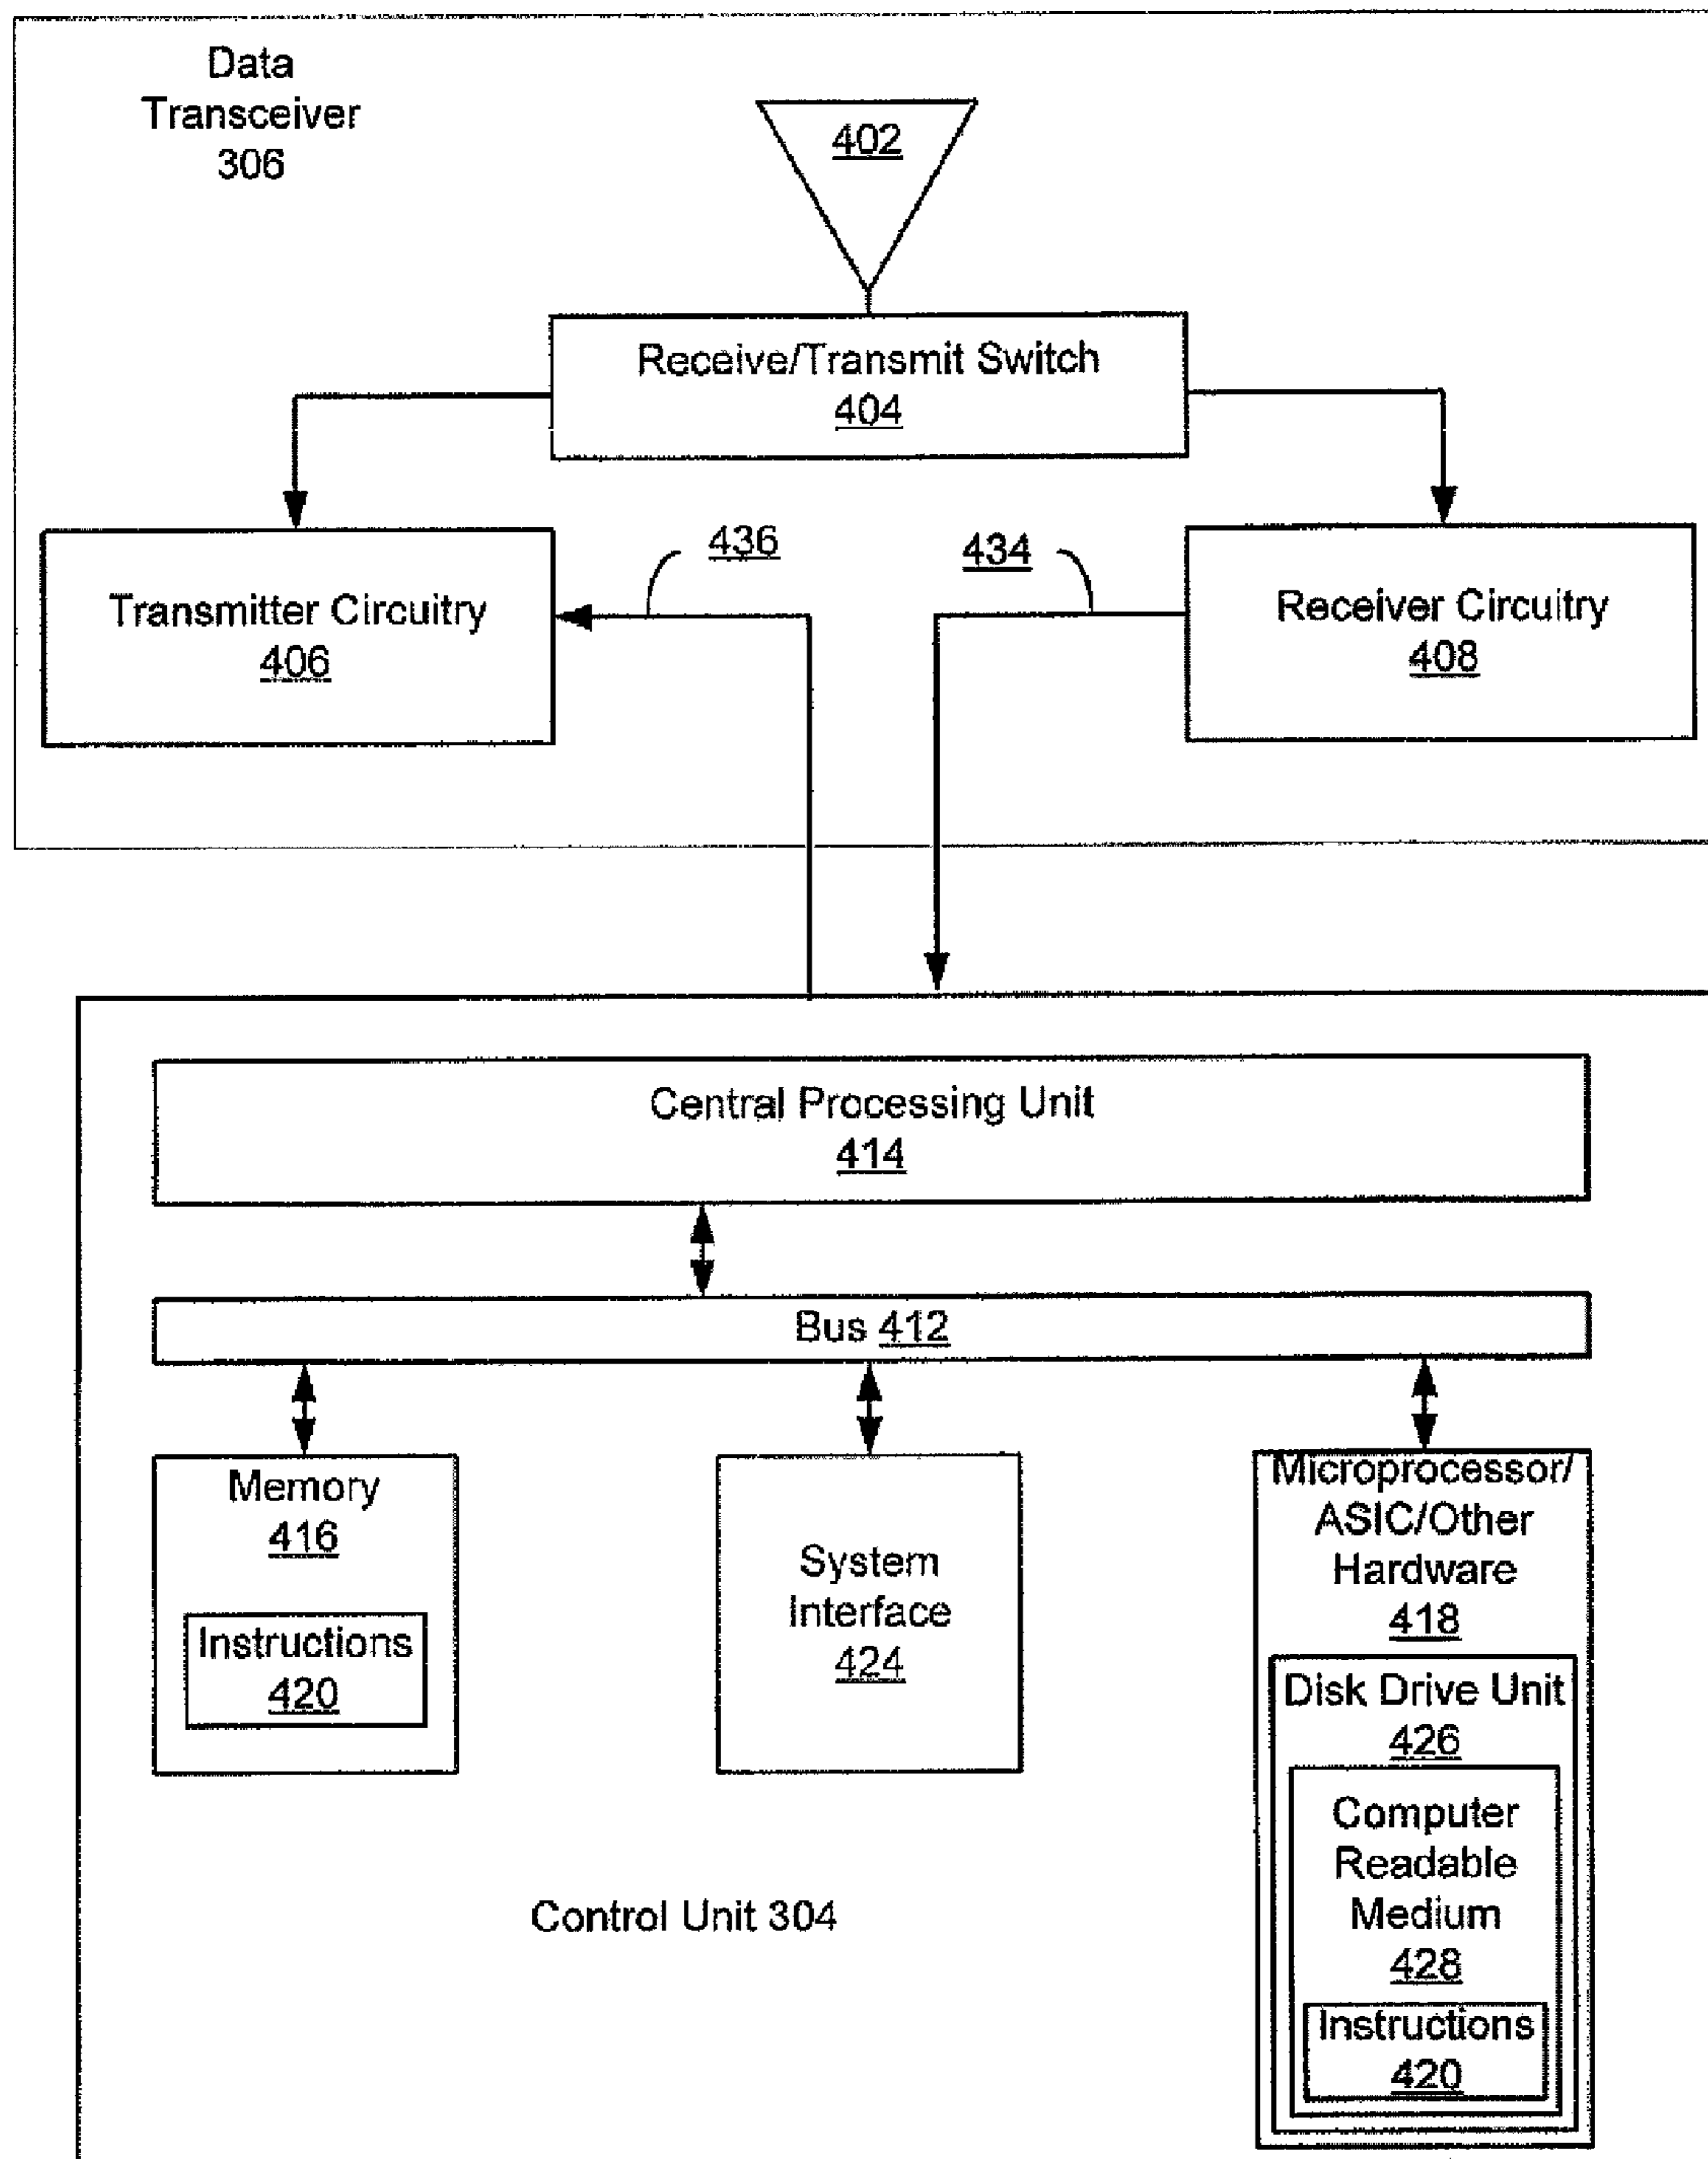 Data
Transceiver
306
402
Receive/Transmit Switch
404
436
434
Transmitter Circuitry
406
Receiver Circuitry
408
Central Processing Unit
414
Bus 412
Memory
416
Instructions
420
System
Interface
424
Microprocessor/
ASIC/Other
Hardware
418
Disk Drive Unit
426
Computer
Readable
Medium
428
Instructions
420
Control Unit 304